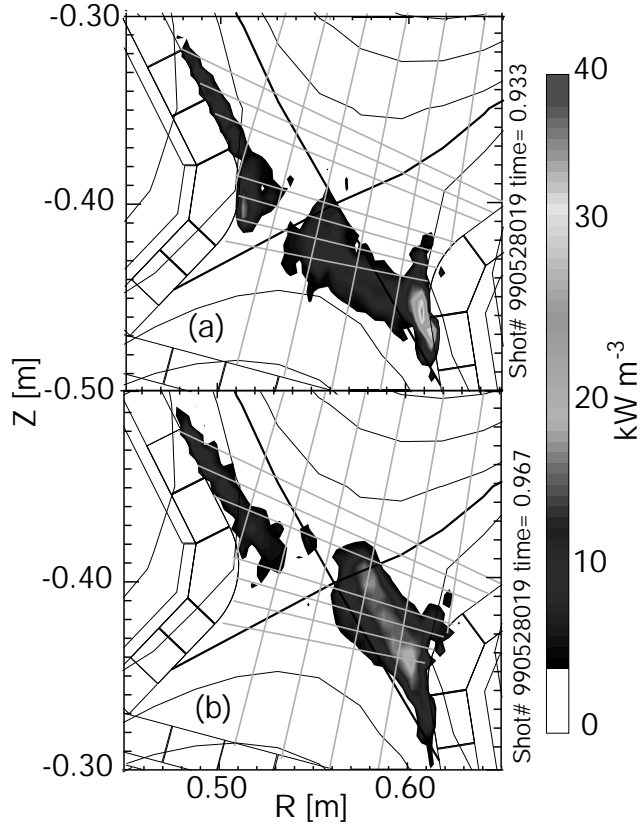 -0.30
-0.40
(a)
Shot# 990528019 time= 0.933
Z [m]
-0.50
-0.40
(b)
Shot# 990528019 time= 0.967
-0.30
0.50
0.60
R [m]
40
30
20
10
0
kW m-3